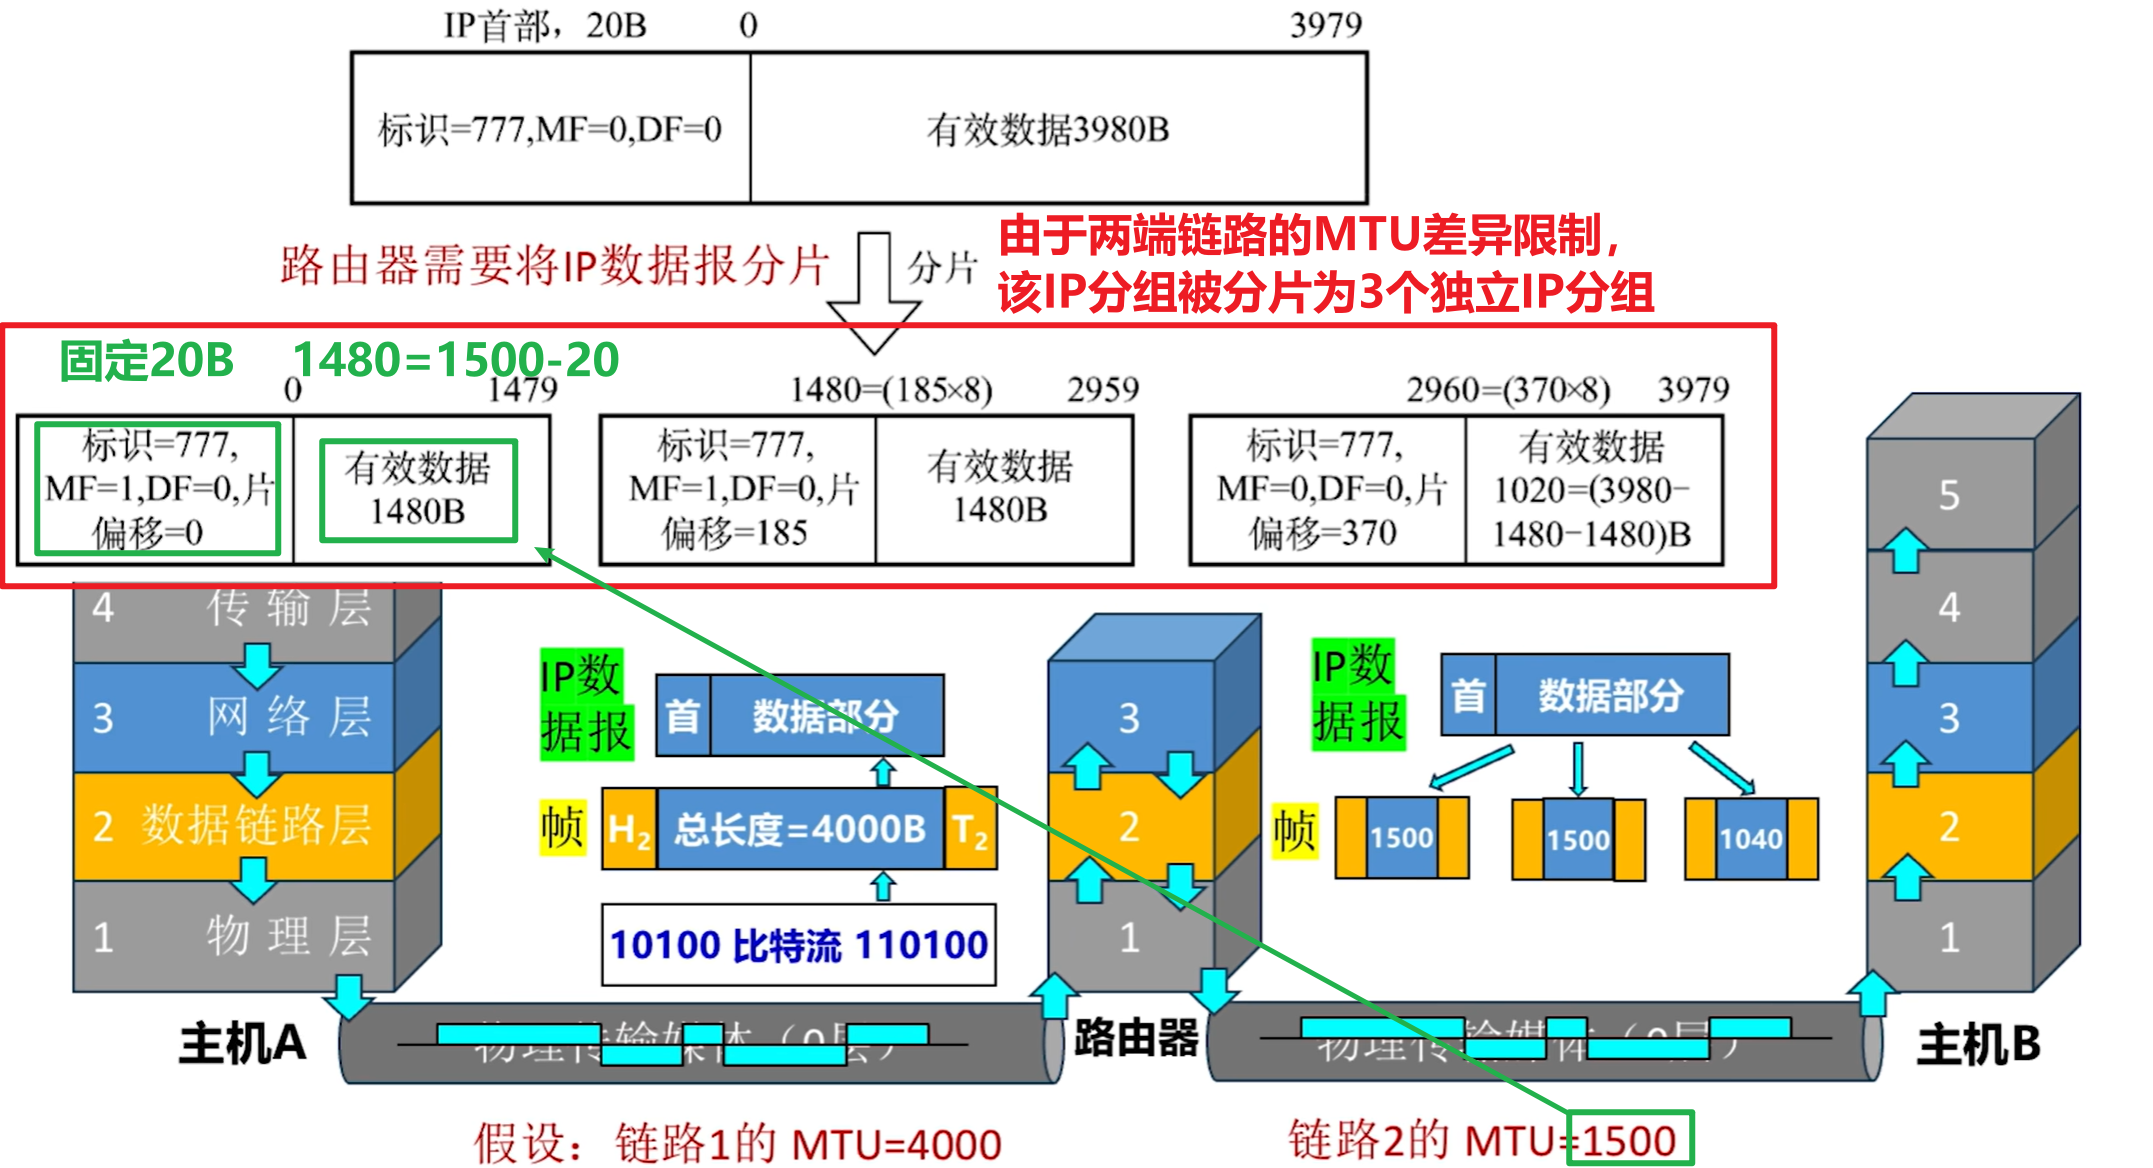 IP首部，20B 0 3979
标识=777,MF=0,DF=0
有效数据3980B
路由器需要将IP数据报分片
分片
由于两端链路的MTU差异限制，
该IP分组被分片为3个独立IP分组
固定20B 1480=1500-20
0 1479
1480=(185×8) 2959
2960=(370×8) 3979
标识=777,
MF=1,DF=0,片
偏移=0
有效数据
1480B
标识=777,
MF=1,DF=0,片
偏移=185
有效数据
1480B
标识=777,
MF=0,DF=0,片
偏移=370
有效数据
1020=(3980-
1480-1480)B
4 传输层
3 网络层
2 数据链路层
1 物理层
主机A
IP数
据报
首 数据部分
帧
H2 总长度=4000B T2
10100 比特流 110100
3
2
1
路由器
IP数
据报
首 数据部分
帧
1500
1500
1040
5
4
3
2
1
主机B
物理传输媒体（0层）
物理传输媒体（0层）
假设：链路1的 MTU=4000
链路2的 MTU=1500